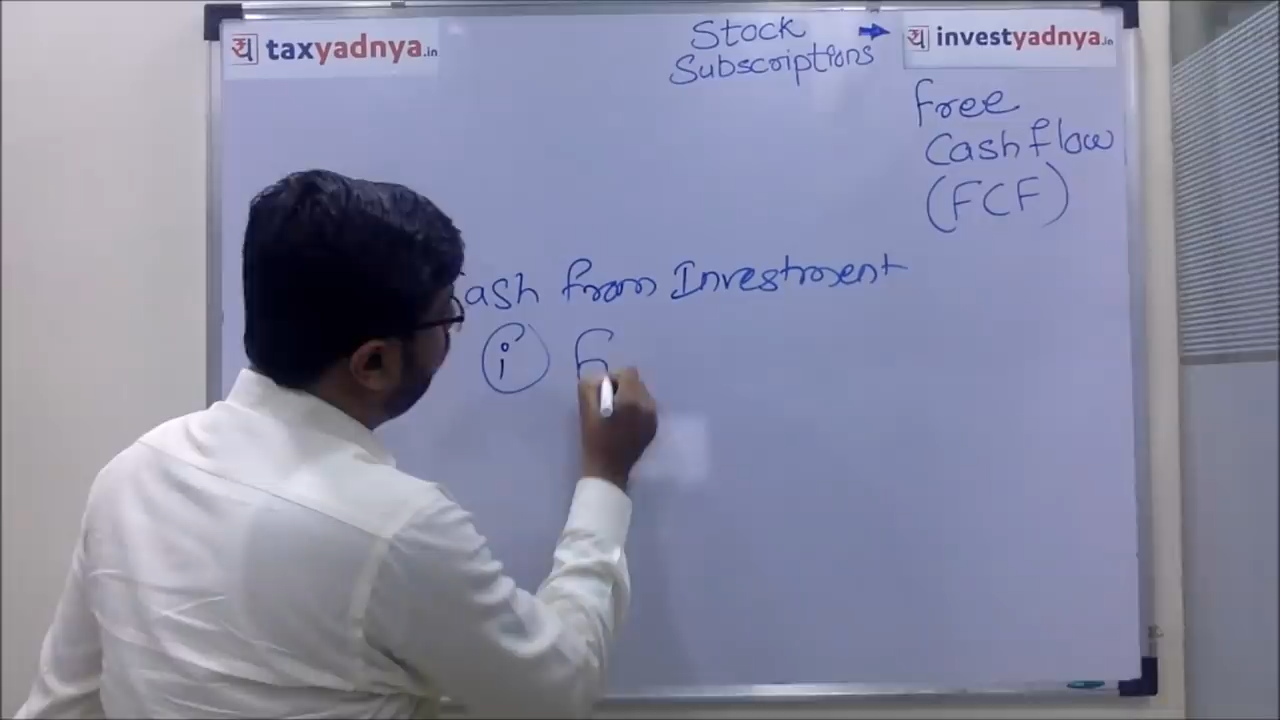 taxyadnya.in
Stock
Subscriptions
investyadnya.in
Free
Cash flow
(FCF)
ash from Investment
i